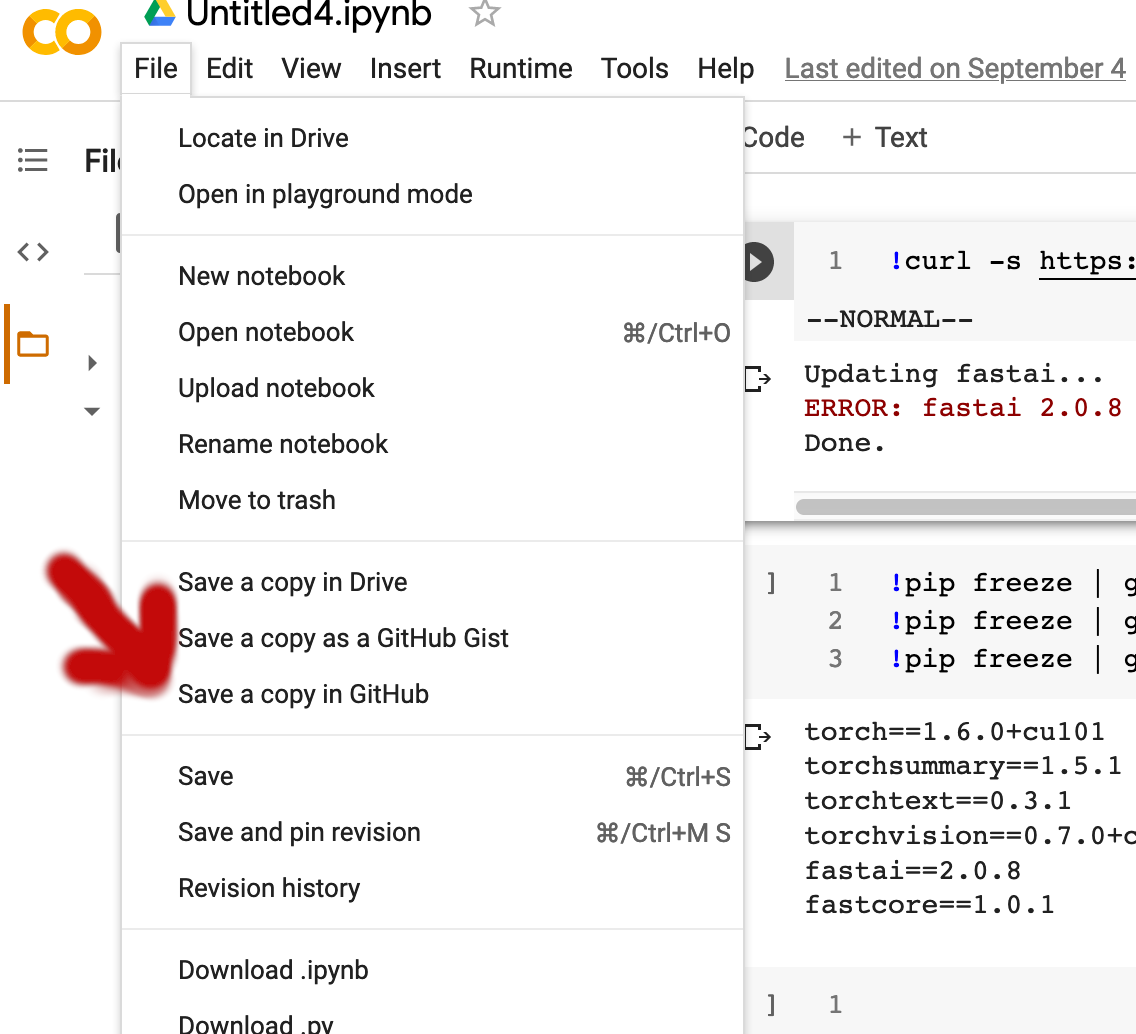 Untitled4.ipynb
File Edit View Insert Runtime Tools Help Last edited on September 4
Locate in Drive
Open in playground mode
New notebook
Open notebook ⌘/Ctrl+O
Upload notebook
Rename notebook
Move to trash
Save a copy in Drive
Save a copy as a GitHub Gist
Save a copy in GitHub
Save ⌘/Ctrl+S
Save and pin revision ⌘/Ctrl+M S
Revision history
Download .ipynb
Download .py
Code + Text
1 !curl -s https:
--NORMAL--
Updating fastai...
ERROR: fastai 2.0.8
Done.
] 1 !pip freeze | g
2 !pip freeze | g
3 !pip freeze | g
torch==1.6.0+cu101
torchsummary==1.5.1
torchtext==0.3.1
torchvision==0.7.0+c
fastai==2.0.8
fastcore==1.0.1
] 1